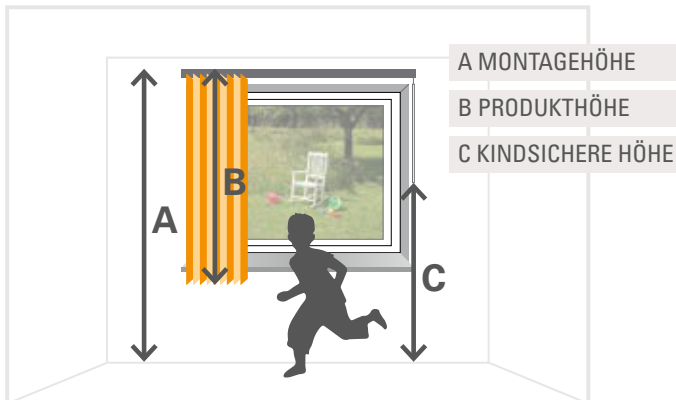 A MONTAGEHÖHE
B PRODUKTHÖHE
C KINDSICHERE HÖHE
A
B
C